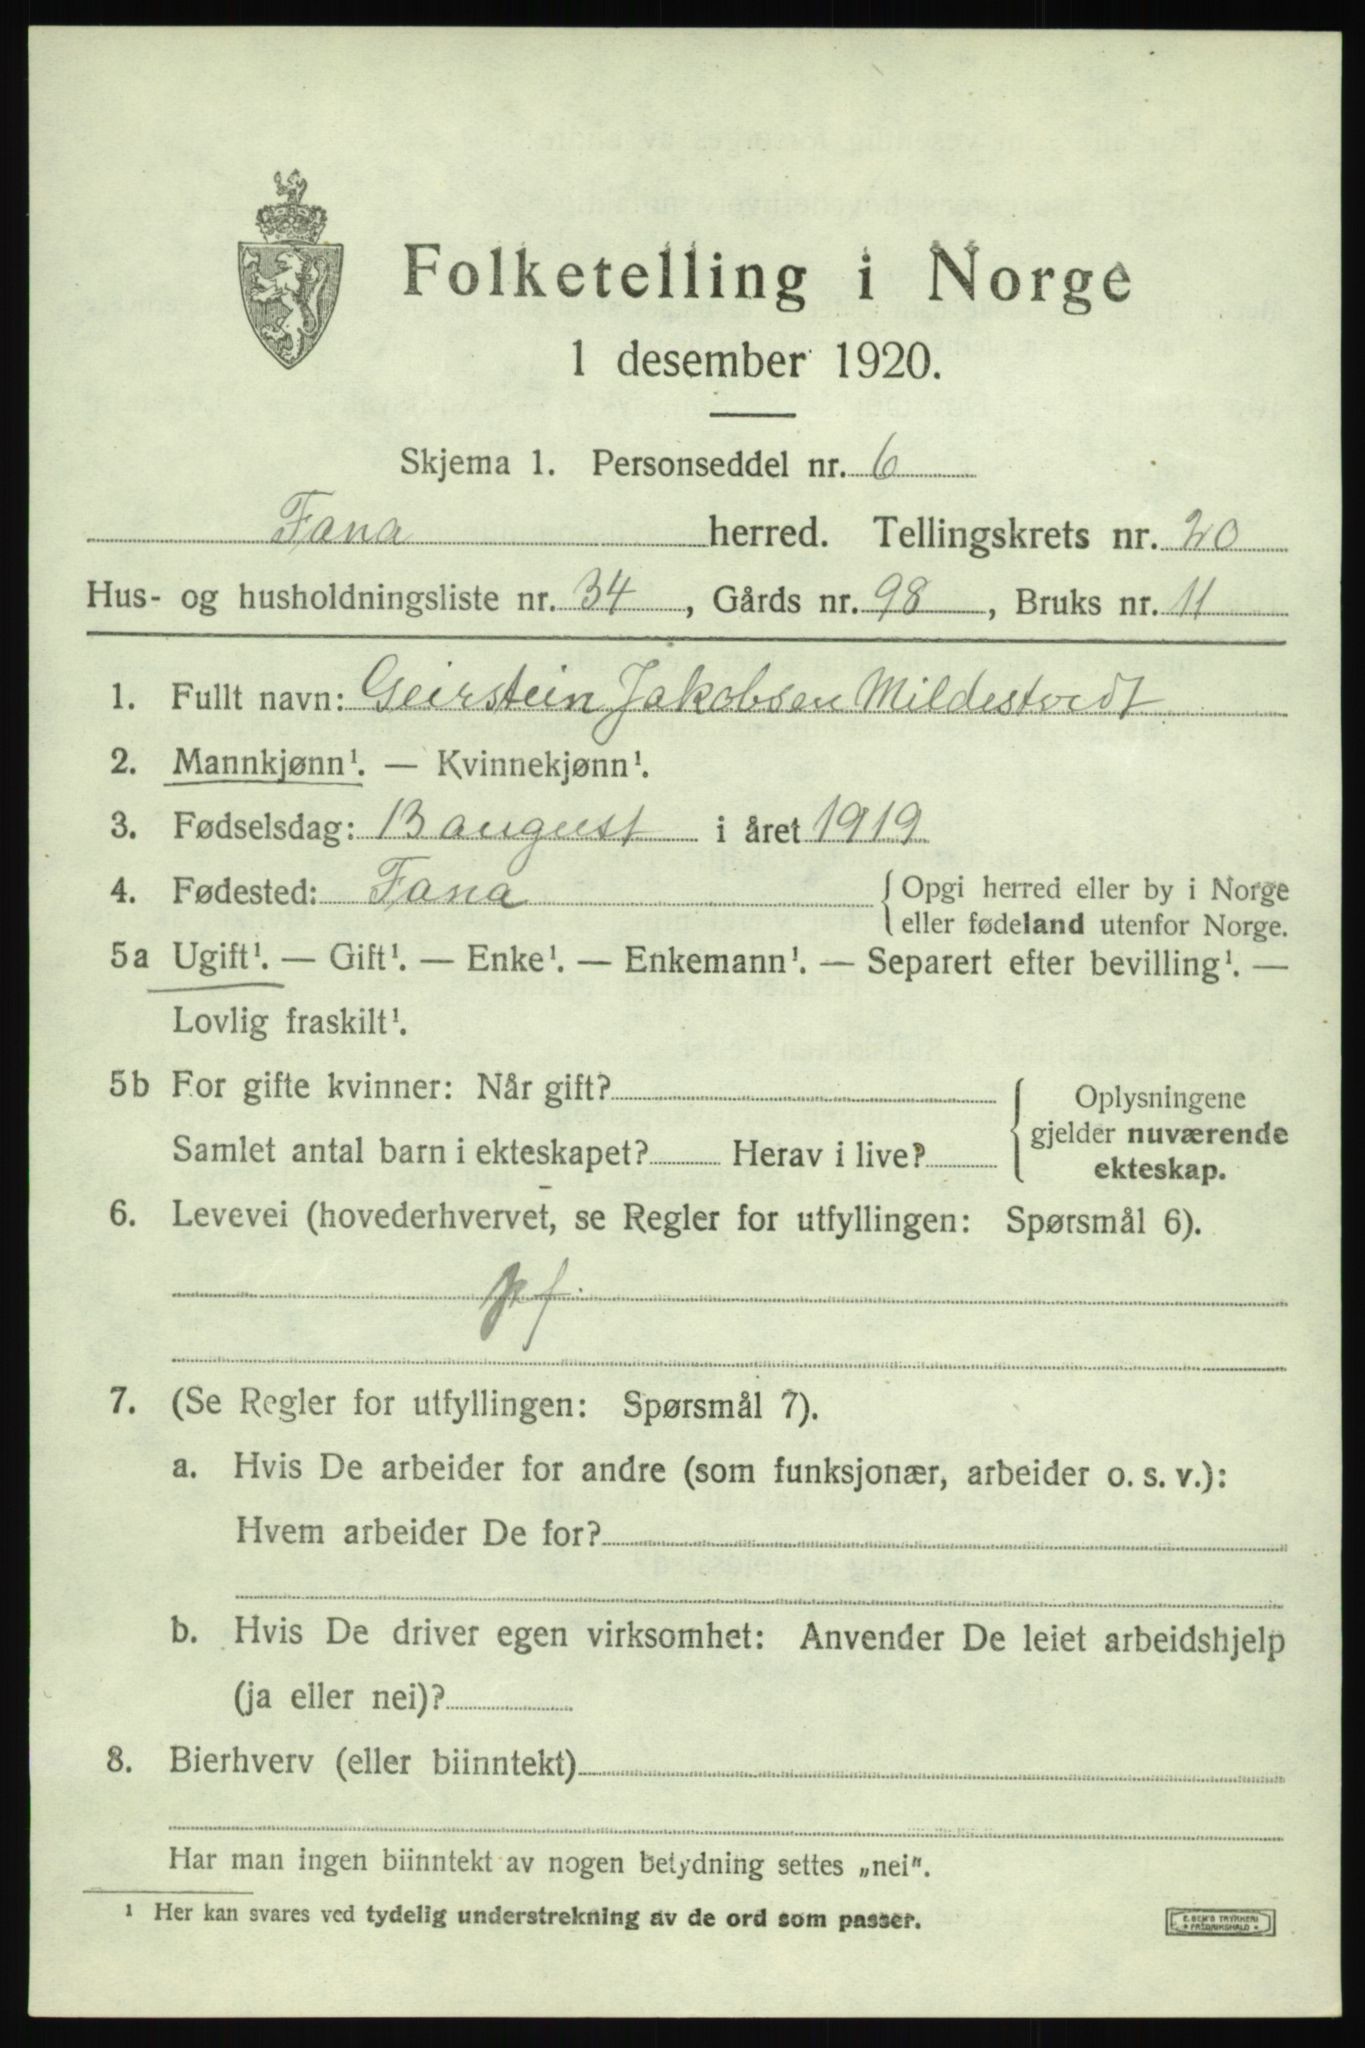 Folketelling i Norge
1 desember 1920.
Skjema 1. Personseddel nr. 6
Fana herred. Tellingskrets nr. 20
Hus- og husholdningsliste nr. 34, Gårds nr. 98, Bruks nr. 11
1. Fullt navn: Geirstein Jakobsen Mildestvedt
2. Mannkjønn¹. — Kvinnekjønn¹.
3. Fødselsdag: 13 august i året 1919
4. Fødested: Fana { Opgi herred eller by i Norge
eller fødeland utenfor Norge.
5a Ugift¹. — Gift¹. — Enke¹. — Enkemann¹. — Separert efter bevilling¹. —
Lovlig fraskilt¹.
5b For gifte kvinner: Når gift? { Oplysningene
gjelder nuværende
Samlet antal barn i ekteskapet? Herav i live?
ekteskap.
6. Levevei (hovederhvervet, se Regler for utfyllingen: Spørsmål 6).
7. (Se Regler for utfyllingen: Spørsmål 7).
a. Hvis De arbeider for andre (som funksjonær, arbeider o. s. v.):
Hvem arbeider De for?
b. Hvis De driver egen virksomhet: Anvender De leiet arbeidshjelp
(ja eller nei)?
8. Bierhverv (eller biinntekt)
Har man ingen biinntekt av nogen betydning settes „nei".
¹ Her kan svares ved tydelig understrekning av de ord som passer.